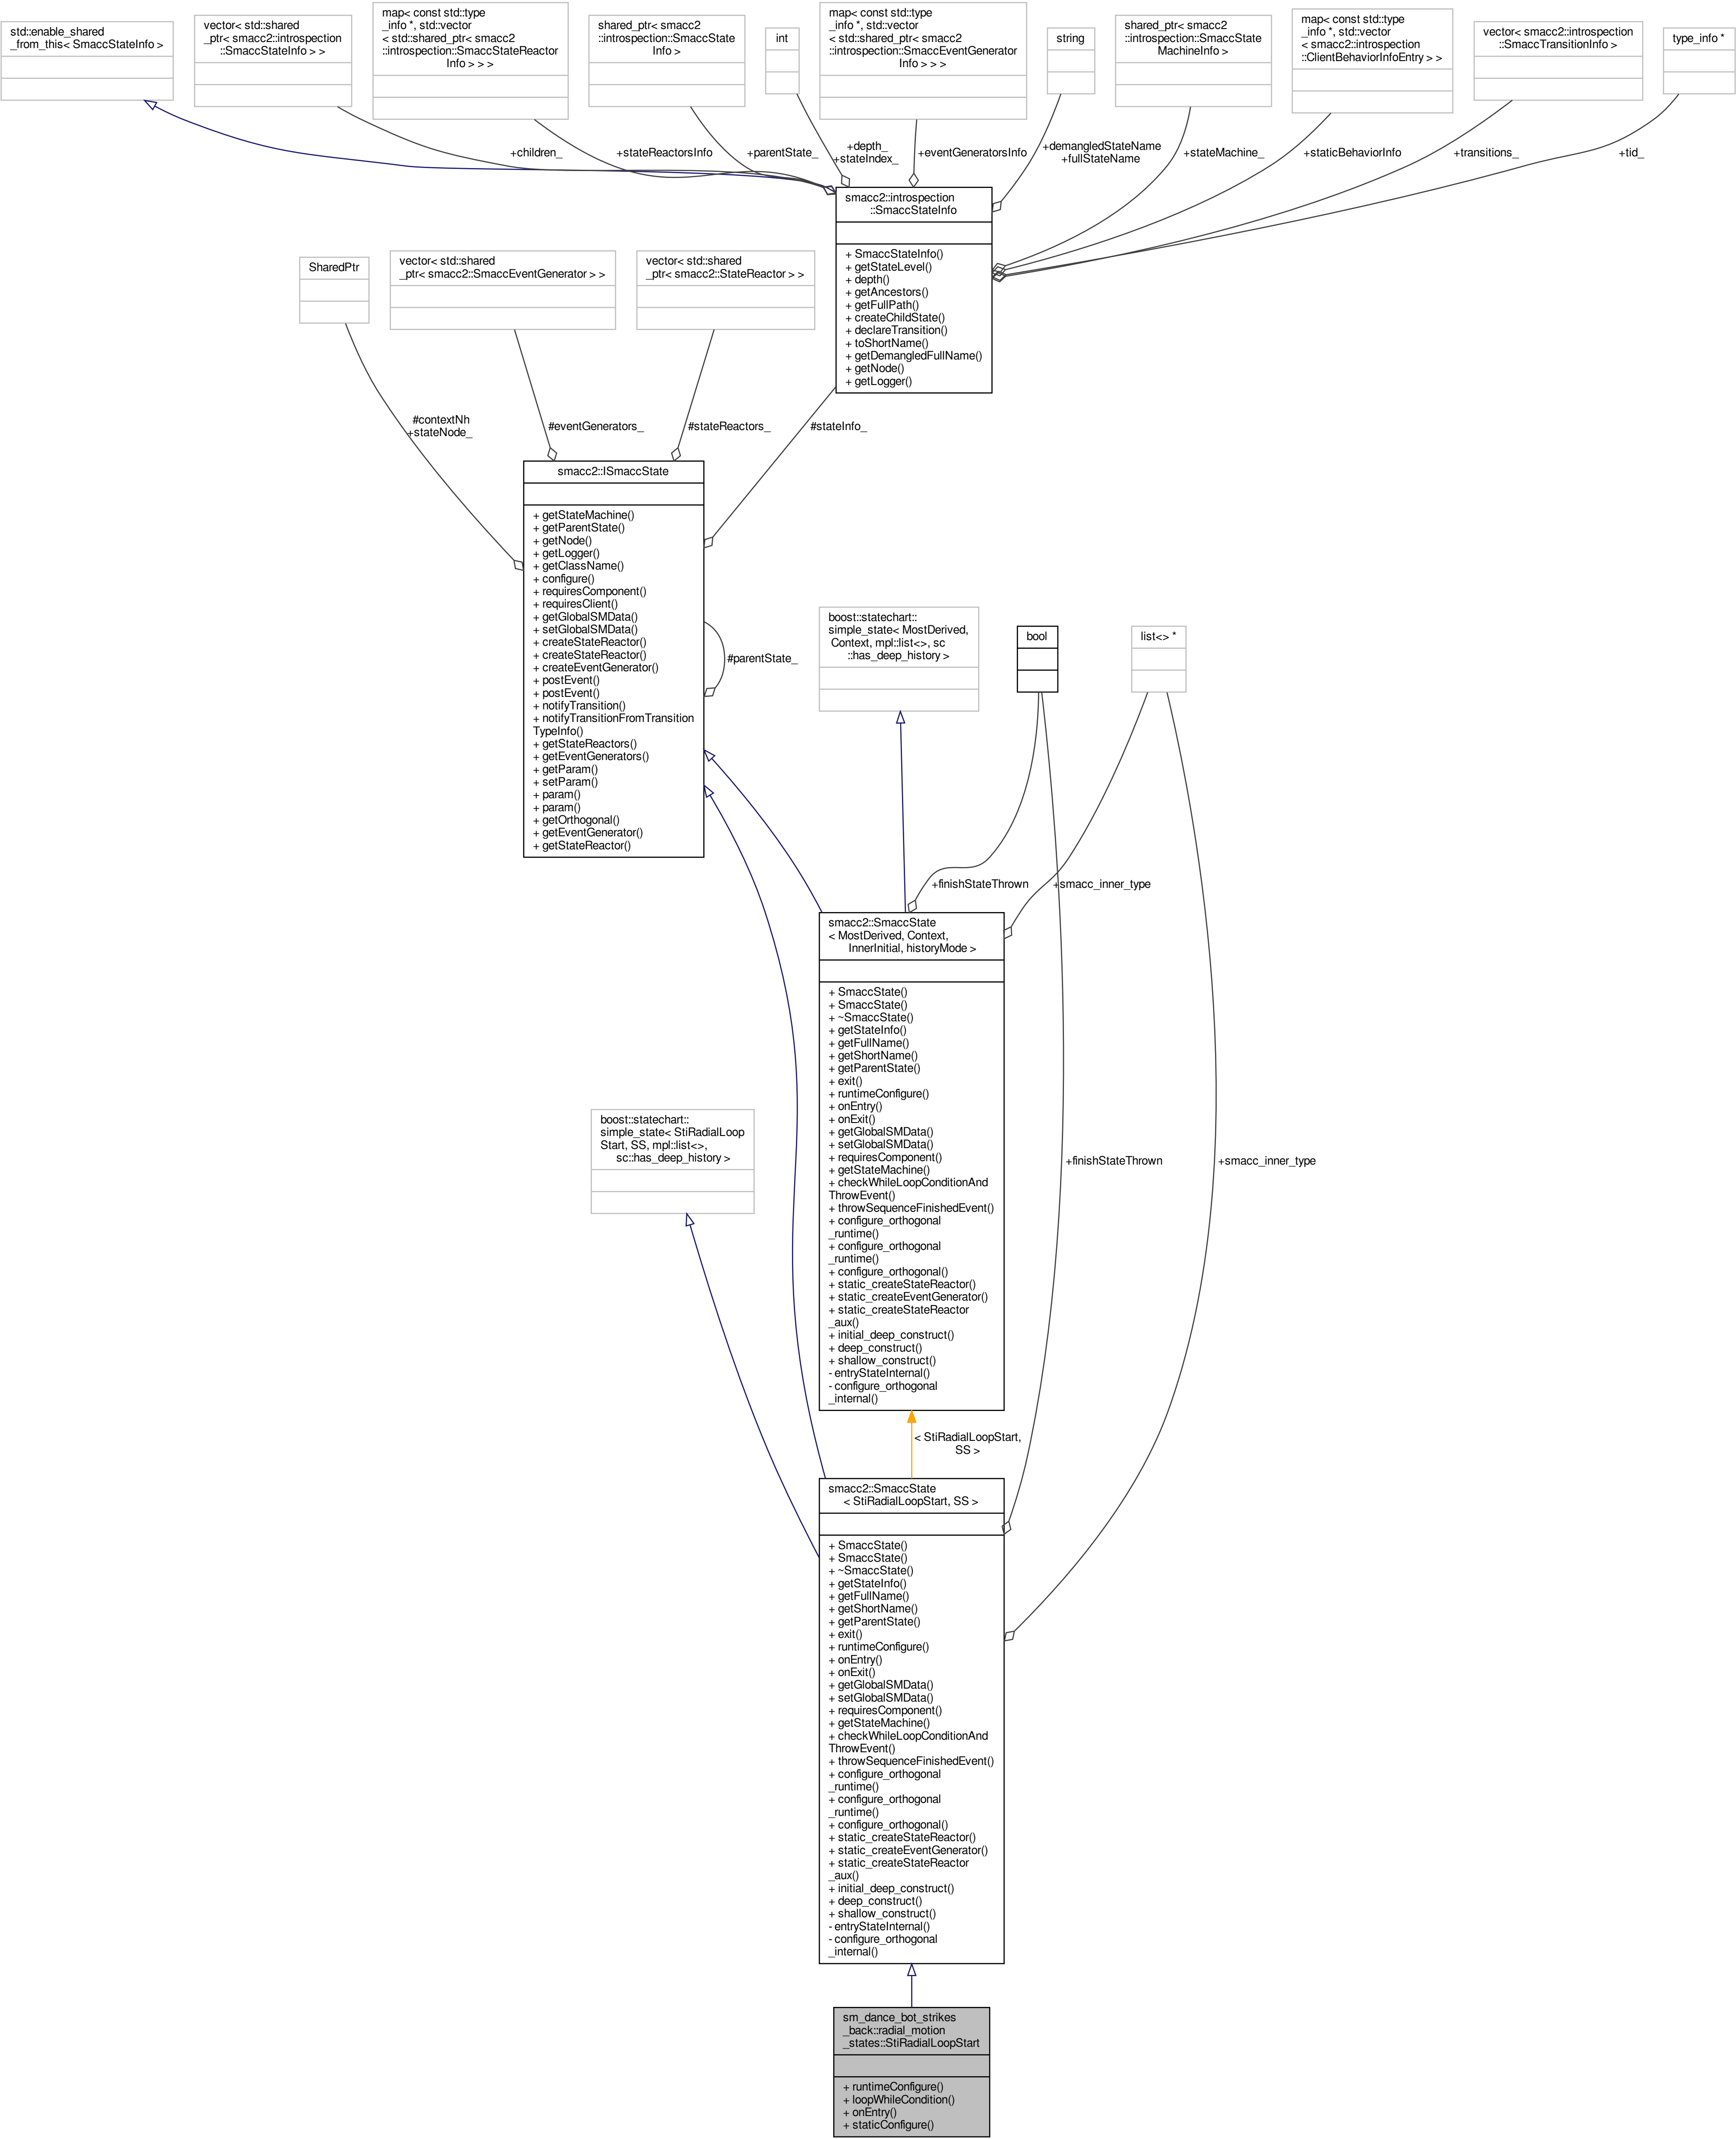 std::enable_shared
_from_this< SmaccStateInfo >
vector< std::shared
_ptr< smacc2::introspection
::SmaccStateInfo > >
map< const std::type
_info *, std::vector
< std::shared_ptr< smacc2
::introspection::SmaccStateReactor
Info > > >
shared_ptr< smacc2
::introspection::SmaccState
Info >
int
map< const std::type
_info *, std::vector
< std::shared_ptr< smacc2
::introspection::SmaccEventGenerator
Info > > >
string
shared_ptr< smacc2
::introspection::SmaccState
MachineInfo >
map< const std::type
_info *, std::vector
< smacc2::introspection
::ClientBehaviorInfoEntry > >
vector< smacc2::introspection
::SmaccTransitionInfo >
type_info *
+children_
+stateReactorsInfo
+parentState_
+depth_
+stateIndex_
+eventGeneratorsInfo
+demangledStateName
+fullStateName
+stateMachine_
+staticBehaviorInfo
+transitions_
+tid_
smacc2::introspection
::SmaccStateInfo
+ SmaccStateInfo()
+ getStateLevel()
+ depth()
+ getAncestors()
+ getFullPath()
+ createChildState()
+ declareTransition()
+ toShortName()
+ getDemangledFullName()
+ getNode()
+ getLogger()
SharedPtr
vector< std::shared
_ptr< smacc2::SmaccEventGenerator > >
vector< std::shared
_ptr< smacc2::StateReactor > >
#contextNh
+stateNode_
#eventGenerators_
#stateReactors_
#stateInfo_
smacc2::ISmaccState
+ getStateMachine()
+ getParentState()
+ getNode()
+ getLogger()
+ getClassName()
+ configure()
+ requiresComponent()
+ requiresClient()
+ getGlobalSMData()
+ setGlobalSMData()
+ createStateReactor()
+ createStateReactor()
+ createEventGenerator()
+ postEvent()
+ postEvent()
+ notifyTransition()
+ notifyTransitionFromTransition
TypeInfo()
+ getStateReactors()
+ getEventGenerators()
+ getParam()
+ setParam()
+ param()
+ param()
+ getOrthogonal()
+ getEventGenerator()
+ getStateReactor()
#parentState_
boost::statechart::
simple_state< MostDerived,
Context, mpl::list<>, sc
::has_deep_history >
bool
list<> *
+finishStateThrown
+smacc_inner_type
smacc2::SmaccState
< MostDerived, Context,
InnerInitial, historyMode >
+ SmaccState()
+ SmaccState()
+ ~SmaccState()
+ getStateInfo()
+ getFullName()
+ getShortName()
+ getParentState()
+ exit()
+ runtimeConfigure()
+ onEntry()
+ onExit()
+ getGlobalSMData()
+ setGlobalSMData()
+ requiresComponent()
+ getStateMachine()
+ checkWhileLoopConditionAnd
ThrowEvent()
+ throwSequenceFinishedEvent()
+ configure_orthogonal
_runtime()
+ configure_orthogonal
_runtime()
+ configure_orthogonal()
+ static_createStateReactor()
+ static_createEventGenerator()
+ static_createStateReactor
_aux()
+ initial_deep_construct()
+ deep_construct()
+ shallow_construct()
- entryStateInternal()
- configure_orthogonal
_internal()
boost::statechart::
simple_state< StiRadialLoop
Start, SS, mpl::list<>,
sc::has_deep_history >
+finishStateThrown
+smacc_inner_type
< StiRadialLoopStart,
SS >
smacc2::SmaccState
< StiRadialLoopStart, SS >
+ SmaccState()
+ SmaccState()
+ ~SmaccState()
+ getStateInfo()
+ getFullName()
+ getShortName()
+ getParentState()
+ exit()
+ runtimeConfigure()
+ onEntry()
+ onExit()
+ getGlobalSMData()
+ setGlobalSMData()
+ requiresComponent()
+ getStateMachine()
+ checkWhileLoopConditionAnd
ThrowEvent()
+ throwSequenceFinishedEvent()
+ configure_orthogonal
_runtime()
+ configure_orthogonal
_runtime()
+ configure_orthogonal()
+ static_createStateReactor()
+ static_createEventGenerator()
+ static_createStateReactor
_aux()
+ initial_deep_construct()
+ deep_construct()
+ shallow_construct()
- entryStateInternal()
- configure_orthogonal
_internal()
sm_dance_bot_strikes
_back::radial_motion
_states::StiRadialLoopStart
+ runtimeConfigure()
+ loopWhileCondition()
+ onEntry()
+ staticConfigure()